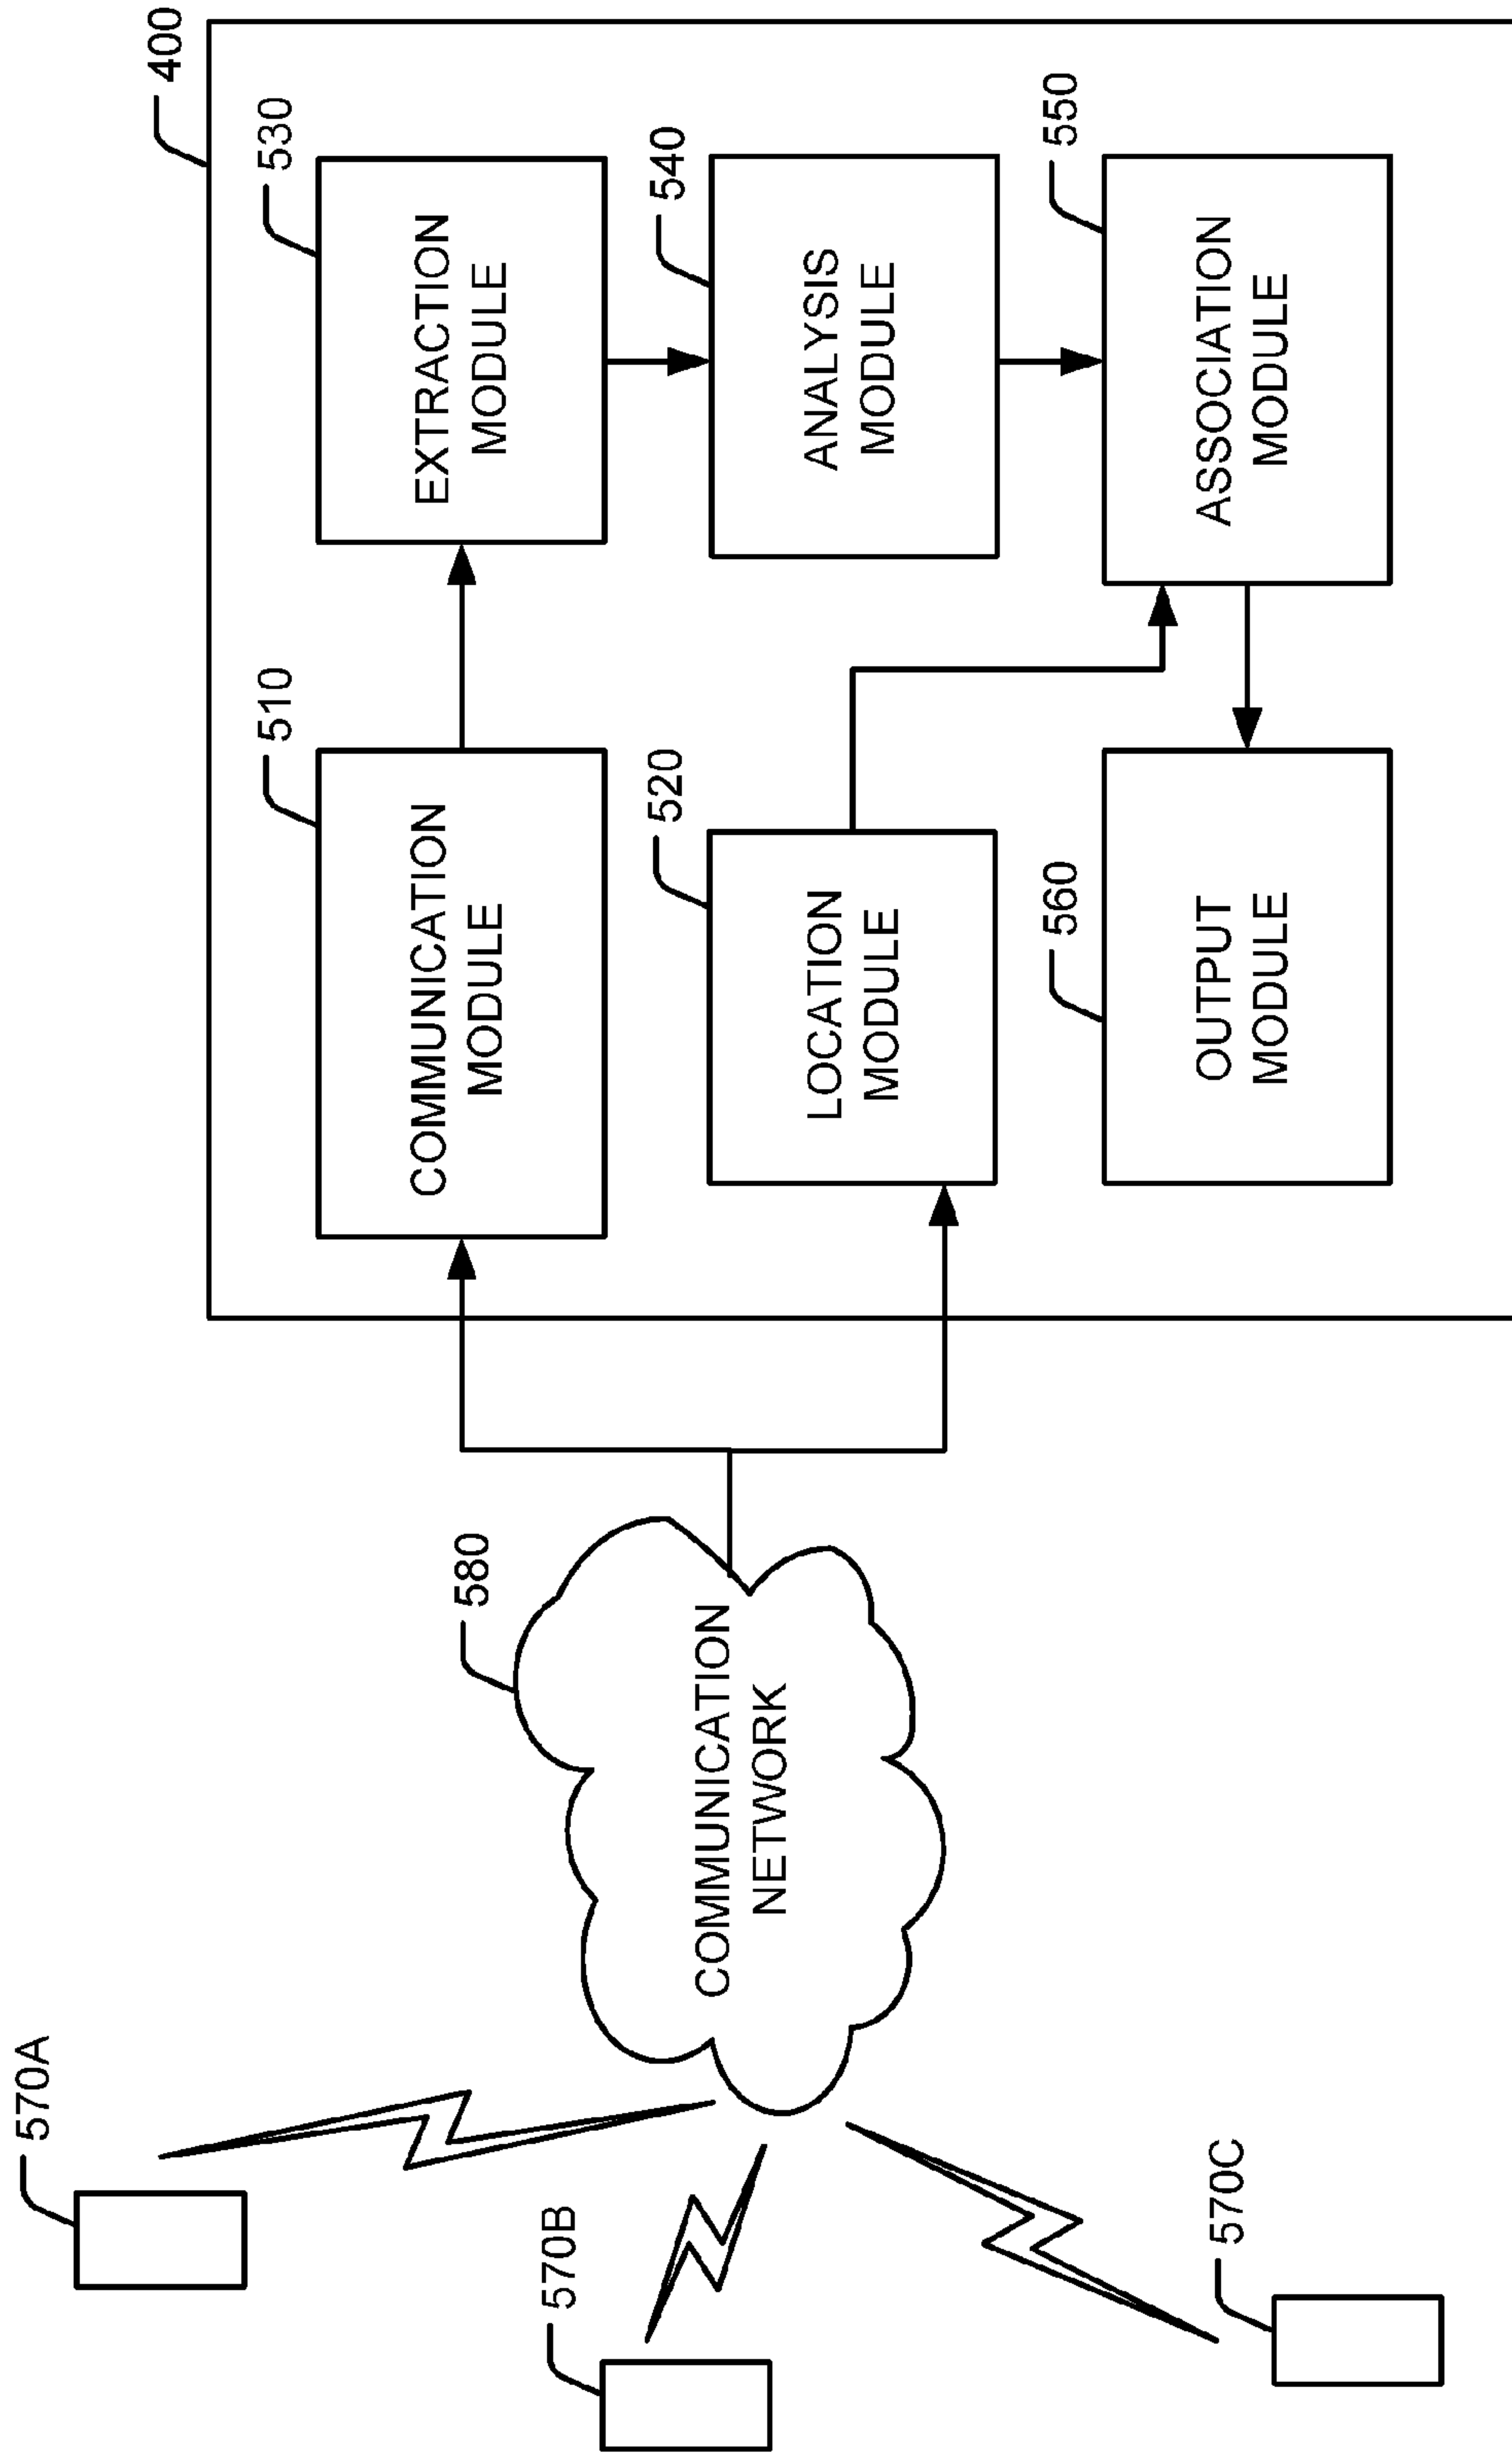 570A
570B
570C
580
COMMUNICATION
NETWORK
400
510
COMMUNICATION
MODULE
530
EXTRACTION
MODULE
520
LOCATION
MODULE
540
ANALYSIS
MODULE
560
OUTPUT
MODULE
550
ASSOCIATION
MODULE